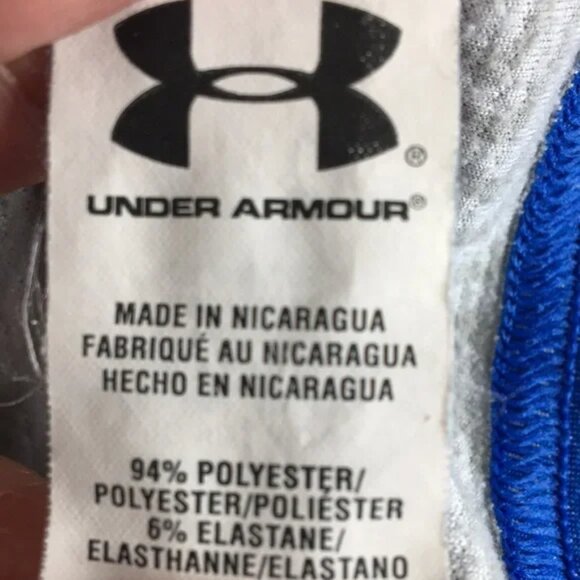 ®
UNDER ARMOUR®
MADE IN NICARAGUA
FABRIQUÉ AU NICARAGUA
HECHO EN NICARAGUA
94% POLYESTER/
POLYESTER/POLIÉSTER
6% ELASTANE/
ELASTHANNE/ELASTANO